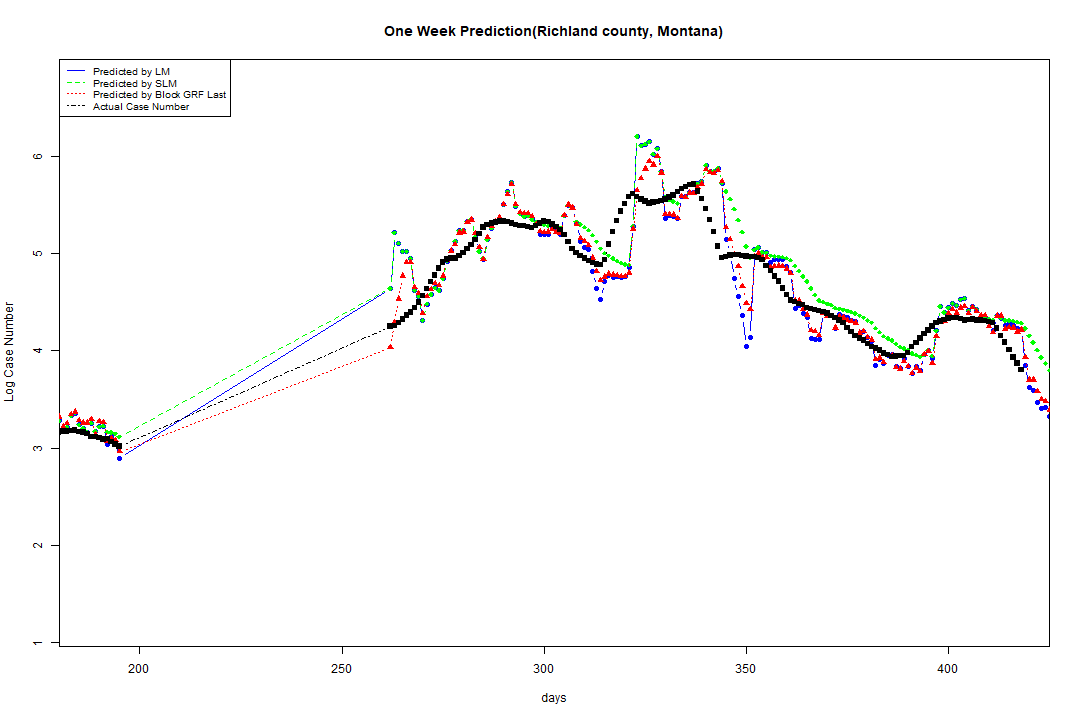 One Week Prediction(Richland county, Montana)
Predicted by LM
Predicted by SLM
Predicted by Block GRF Last
Actual Case Number
6
5
4
3
2
1
Log Case Number
200 250 300 350 400
days